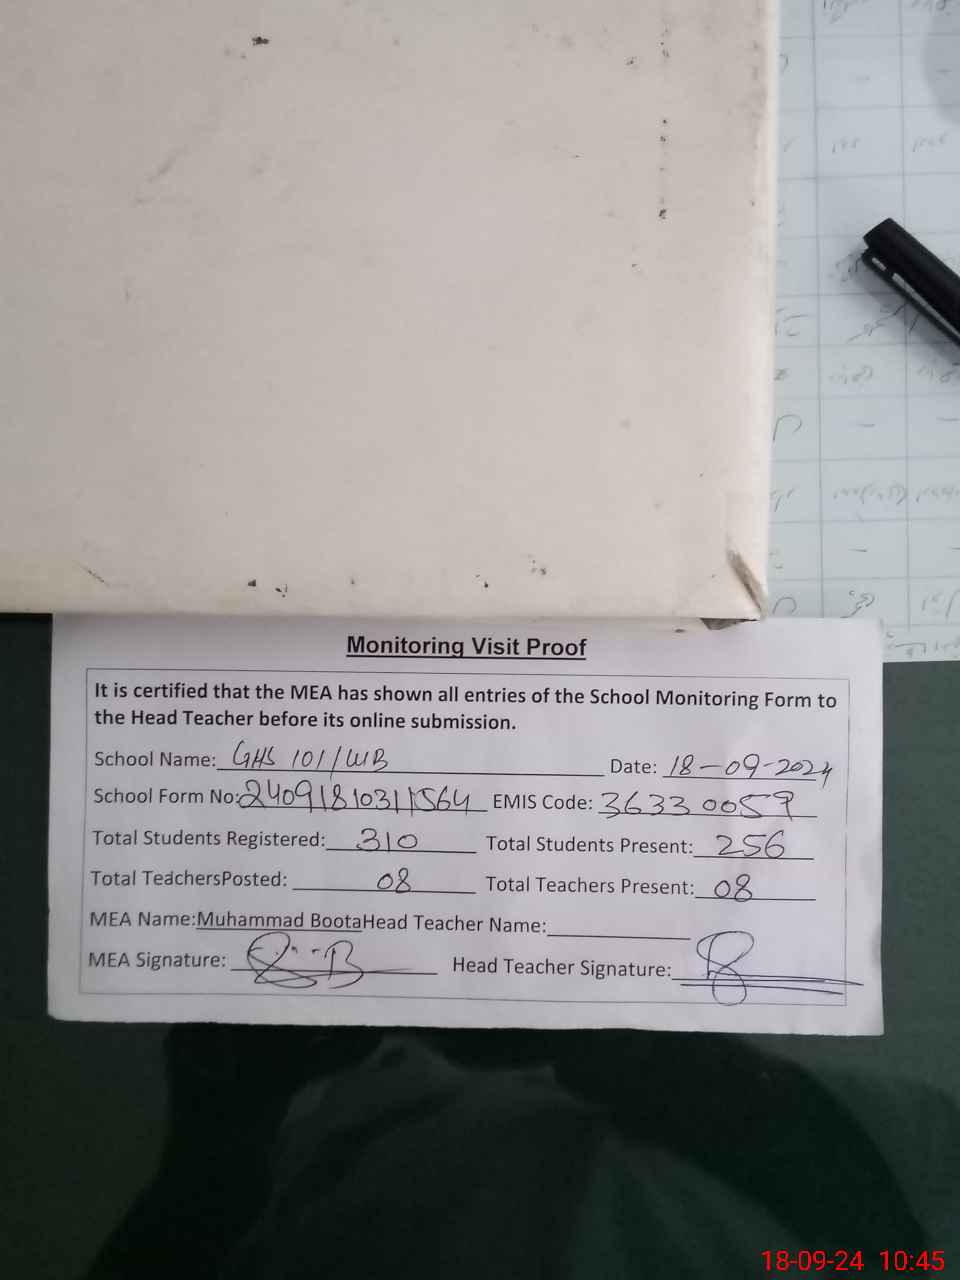 Monitoring Visit Proof
It is certified that the MEA has shown all entries of the School Monitoring Form to
the Head Teacher before its online submission.
School Name: GHS 101/WB Date: 18-09-2024
School Form No: EMIS Code: 36330059
Total Students Registered: 310 Total Students Present: 256
Total TeachersPosted: 08 Total Teachers Present: 08
MEA Name:Muhammad BootaHead Teacher Name:
MEA Signature: Head Teacher Signature:
18-09-24 10:45